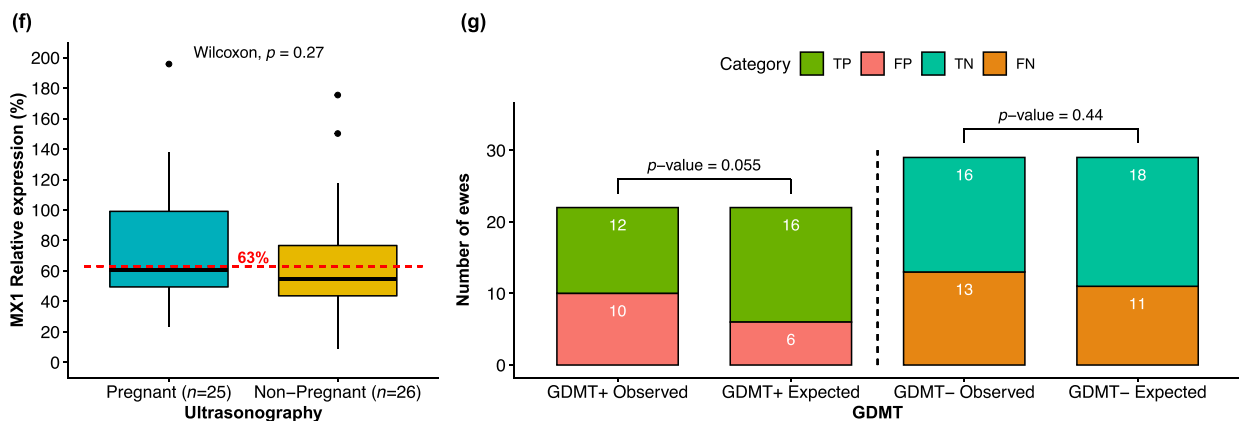 (f)
Wilcoxon, p = 0.27
MX1 Relative expression (%)
200
180
160
140
120
100
80
60
40
20
0
63%
Pregnant (n=25)
Non−Pregnant (n=26)
Ultrasonography
(g)
Category
TP
FP
TN
FN
Number of ewes
30
20
10
0
p−value = 0.055
p−value = 0.44
12
10
16
6
16
13
18
11
GDMT+ Observed
GDMT+ Expected
GDMT− Observed
GDMT− Expected
GDMT